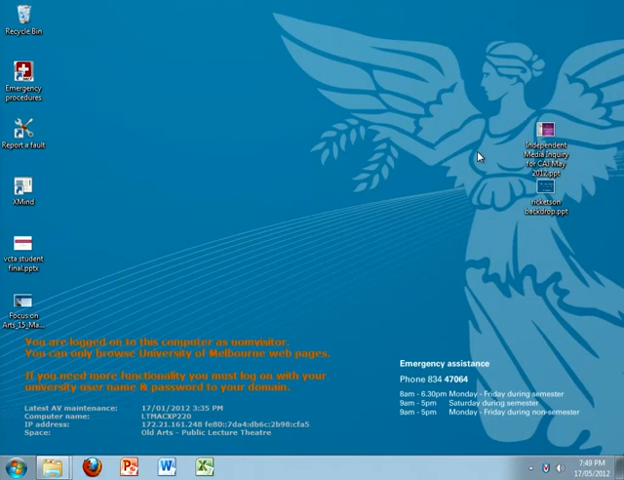 Recycle Bin
Emergency
procedures
Report a fault
XMind
vcta student
final.pptx
Focus on
Arts_15_Ma...
Independent
Media Inquiry
for CAJ May
2012.ppt
ricketson
backdrop.ppt
You are logged on to this computer as uomvisitor.
You can only browse University of Melbourne web pages.
If you need more functionality you must log on with your
university user name & password to your domain.
Latest AV maintenance: 17/01/2012 3:35 PM
Computer name: LTMACXP220
IP address: 172.21.161.248 fe80::7da4:db6c:2b98:cfa5
Space: Old Arts - Public Lecture Theatre
Emergency assistance
Phone 834 47064
8am - 6.30pm Monday - Friday during semester
9am - 5pm Saturday during semester
9am - 5pm Monday - Friday during non-semester
7:49 PM
17/05/2012